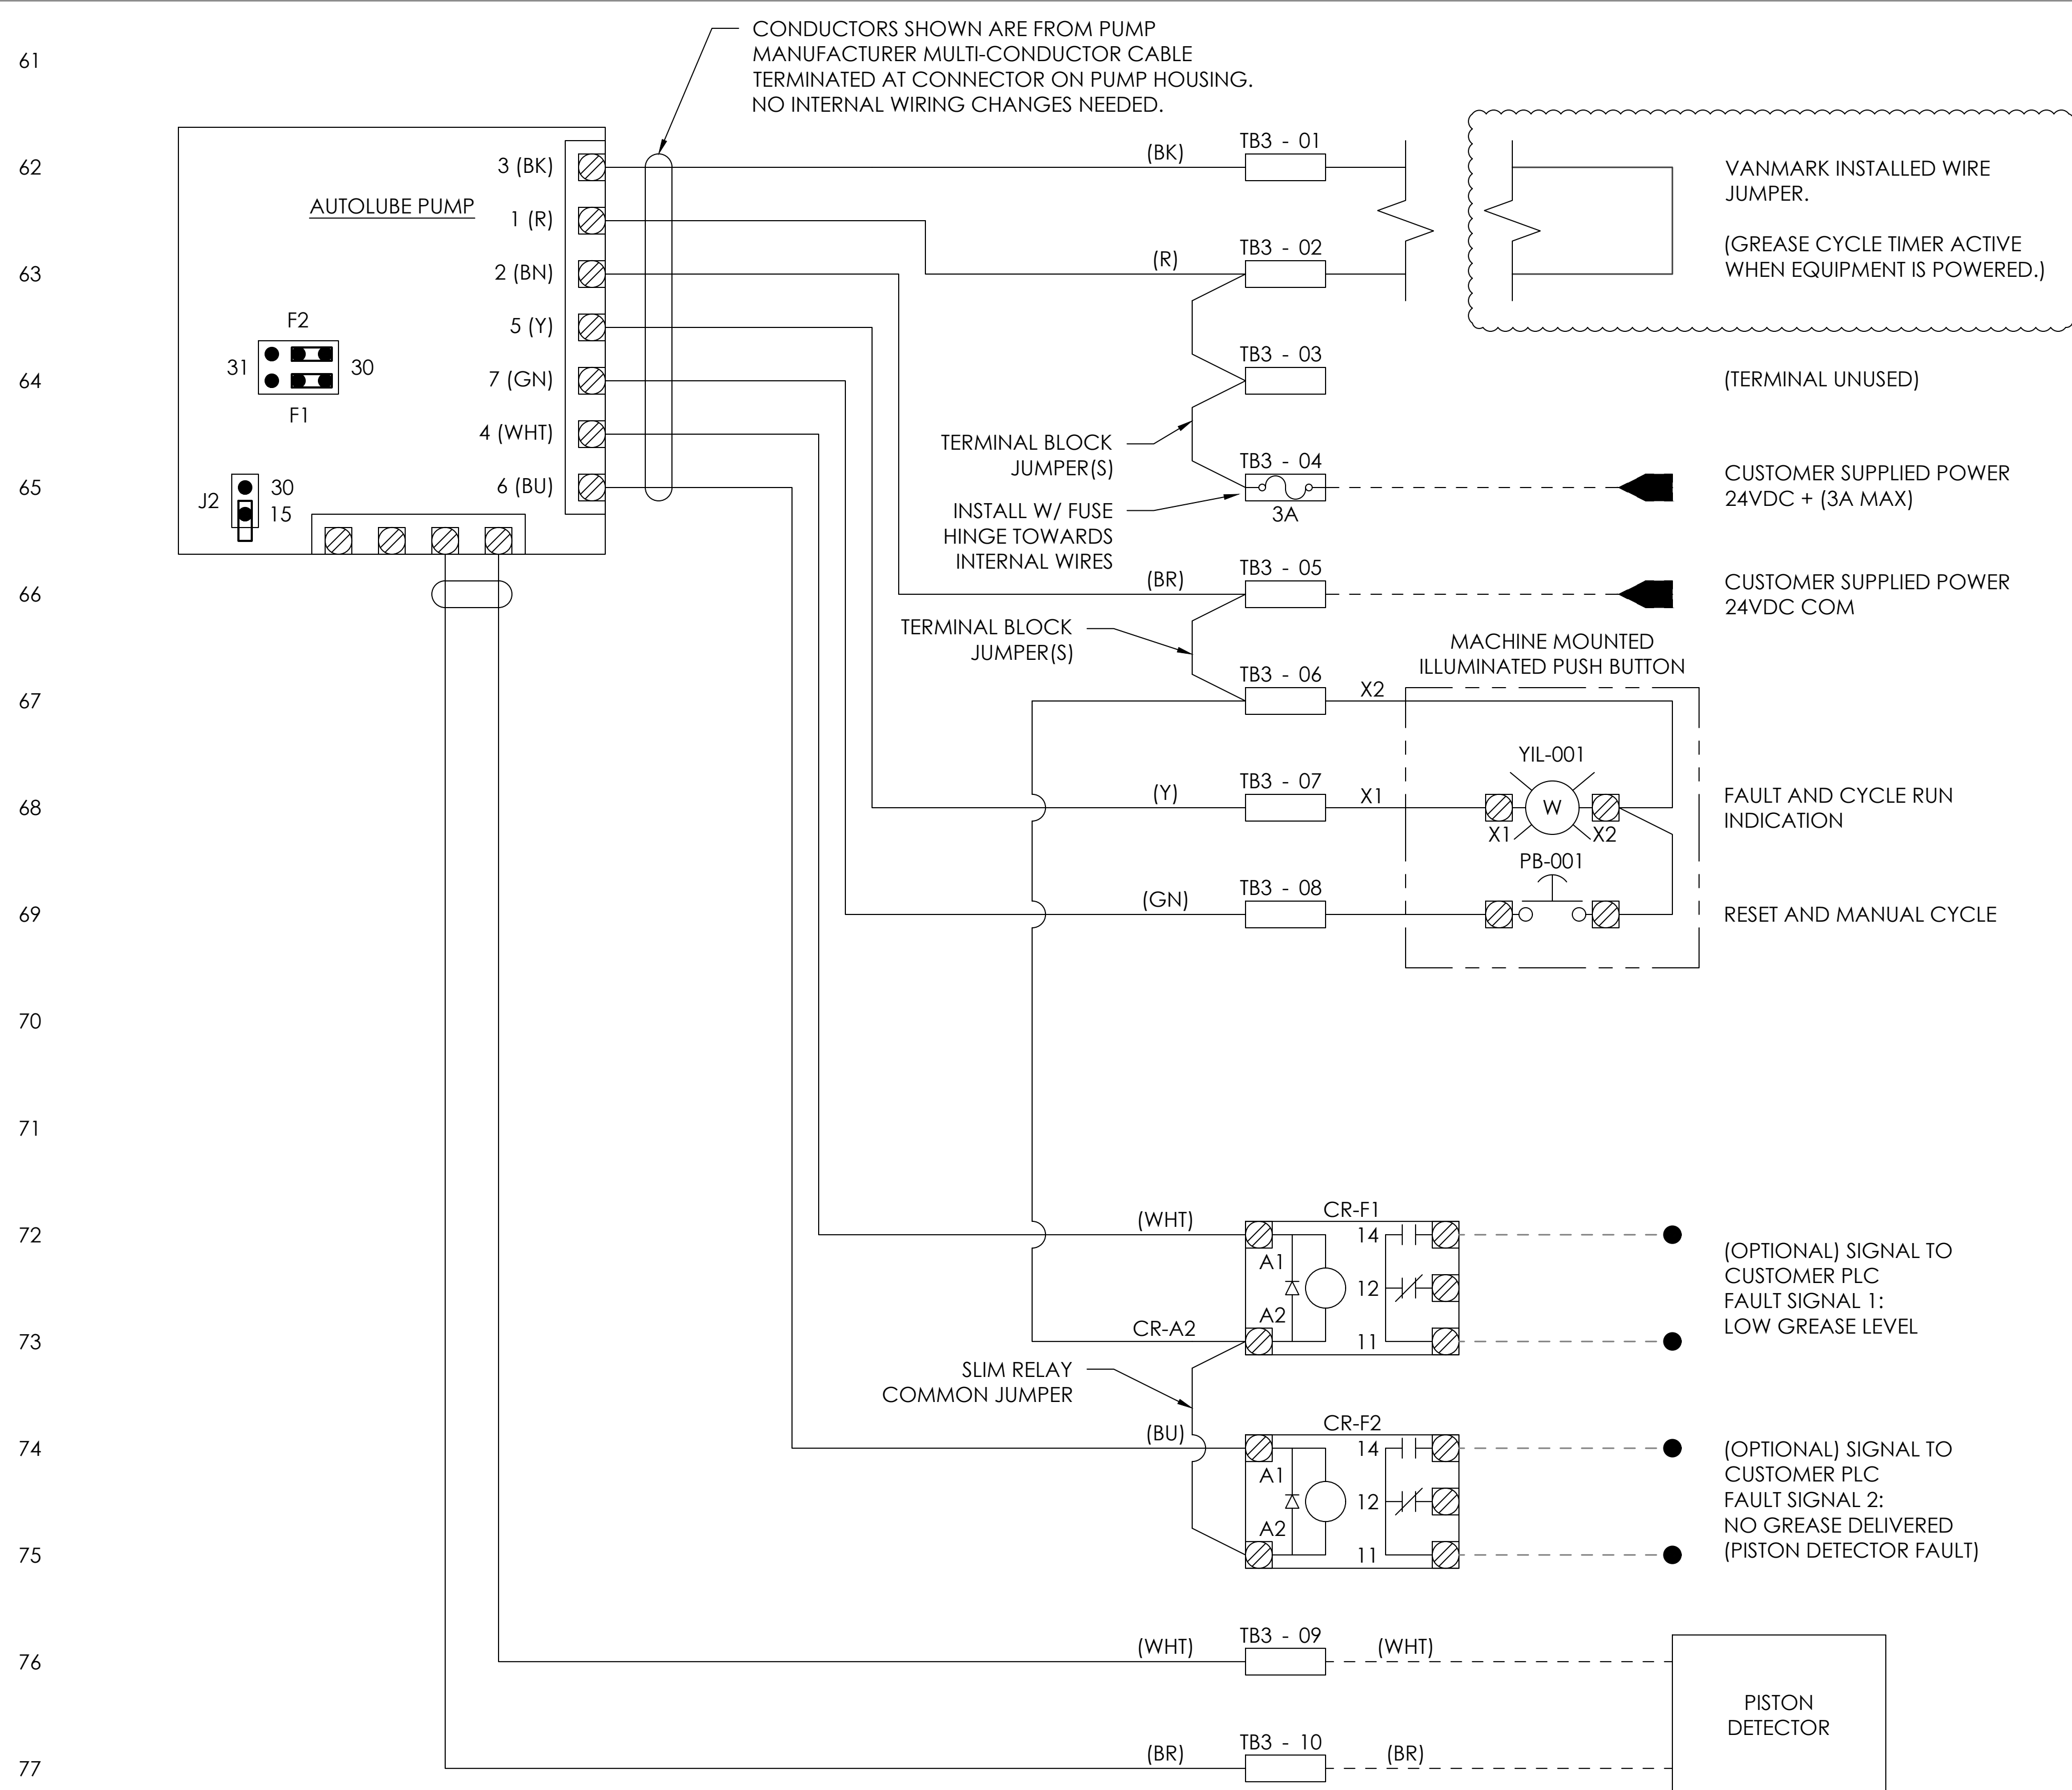 CONDUCTORS SHOWN ARE FROM PUMP
MANUFACTURER MULTI-CONDUCTOR CABLE
TERMINATED AT CONNECTOR ON PUMP HOUSING.
NO INTERNAL WIRING CHANGES NEEDED.
61
62
3 (BK)
(BK)
TB3 - 01
VANMARK INSTALLED WIRE
JUMPER.
AUTOLUBE PUMP
1 (R)
(GREASE CYCLE TIMER ACTIVE
WHEN EQUIPMENT IS POWERED.)
63
2 (BN)
(R)
TB3 - 02
F2
5 (Y)
31
30
F1
64
7 (GN)
TB3 - 03
(TERMINAL UNUSED)
4 (WHT)
TERMINAL BLOCK
JUMPER(S)
65
J2
30
15
6 (BU)
TB3 - 04
3A
CUSTOMER SUPPLIED POWER
24VDC + (3A MAX)
INSTALL W/ FUSE
HINGE TOWARDS
INTERNAL WIRES
66
(BR)
TB3 - 05
CUSTOMER SUPPLIED POWER
24VDC COM
TERMINAL BLOCK
JUMPER(S)
MACHINE MOUNTED
ILLUMINATED PUSH BUTTON
67
TB3 - 06
X2
YIL-001
68
(Y)
TB3 - 07
X1
W
X1
X2
FAULT AND CYCLE RUN
INDICATION
PB-001
69
(GN)
TB3 - 08
RESET AND MANUAL CYCLE
70
71
72
(WHT)
CR-F1
14
A1
12
A2
11
(OPTIONAL) SIGNAL TO
CUSTOMER PLC
FAULT SIGNAL 1:
LOW GREASE LEVEL
73
CR-A2
SLIM RELAY
COMMON JUMPER
74
(BU)
CR-F2
14
A1
12
A2
11
(OPTIONAL) SIGNAL TO
CUSTOMER PLC
FAULT SIGNAL 2:
NO GREASE DELIVERED
(PISTON DETECTOR FAULT)
75
76
(WHT)
TB3 - 09
(WHT)
PISTON
DETECTOR
77
(BR)
TB3 - 10
(BR)